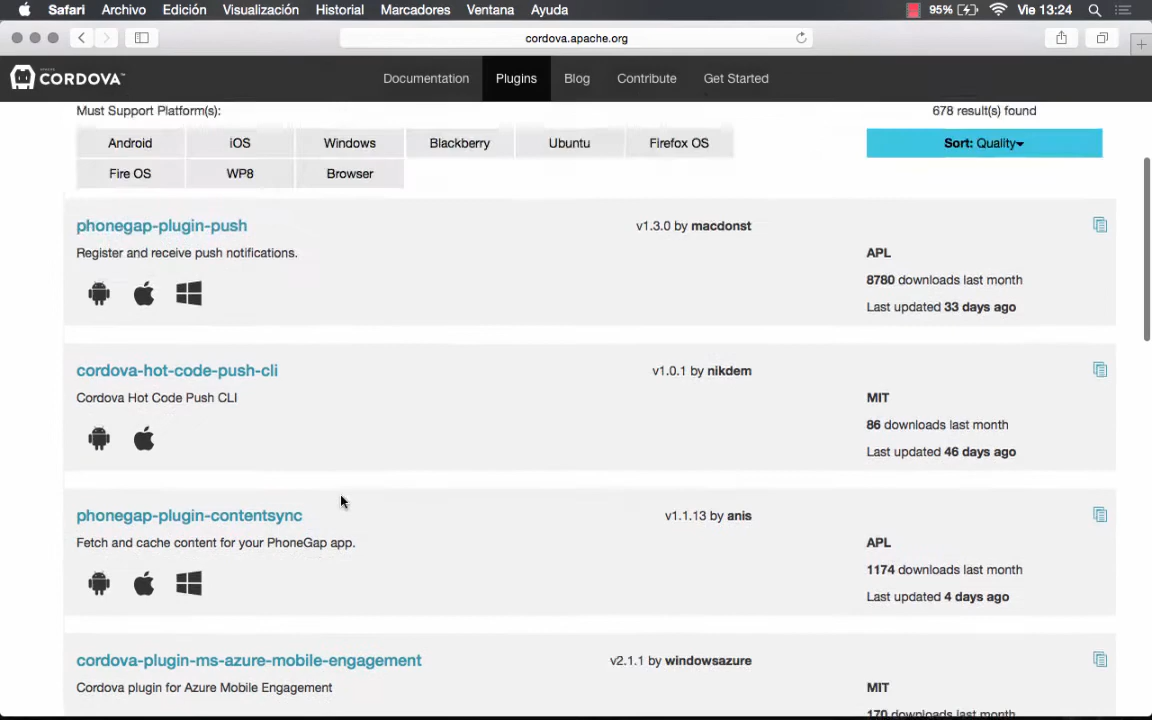 Safari Archivo Edición Visualización Historial Marcadores Ventana Ayuda 95% Vie 13:24
cordova.apache.org
CORDOVA™ Documentation Plugins Blog Contribute Get Started
Must Support Platform(s): 678 result(s) found
Android iOS Windows Blackberry Ubuntu Firefox OS Sort: Quality
Fire OS WP8 Browser
phonegap-plugin-push v1.3.0 by macdonst
Register and receive push notifications. APL
8780 downloads last month
Last updated 33 days ago
cordova-hot-code-push-cli v1.0.1 by nikdem
Cordova Hot Code Push CLI MIT
86 downloads last month
Last updated 46 days ago
phonegap-plugin-contentsync v1.1.13 by anis
Fetch and cache content for your PhoneGap app. APL
1174 downloads last month
Last updated 4 days ago
cordova-plugin-ms-azure-mobile-engagement v2.1.1 by windowsazure
Cordova plugin for Azure Mobile Engagement MIT
170 downloads last month